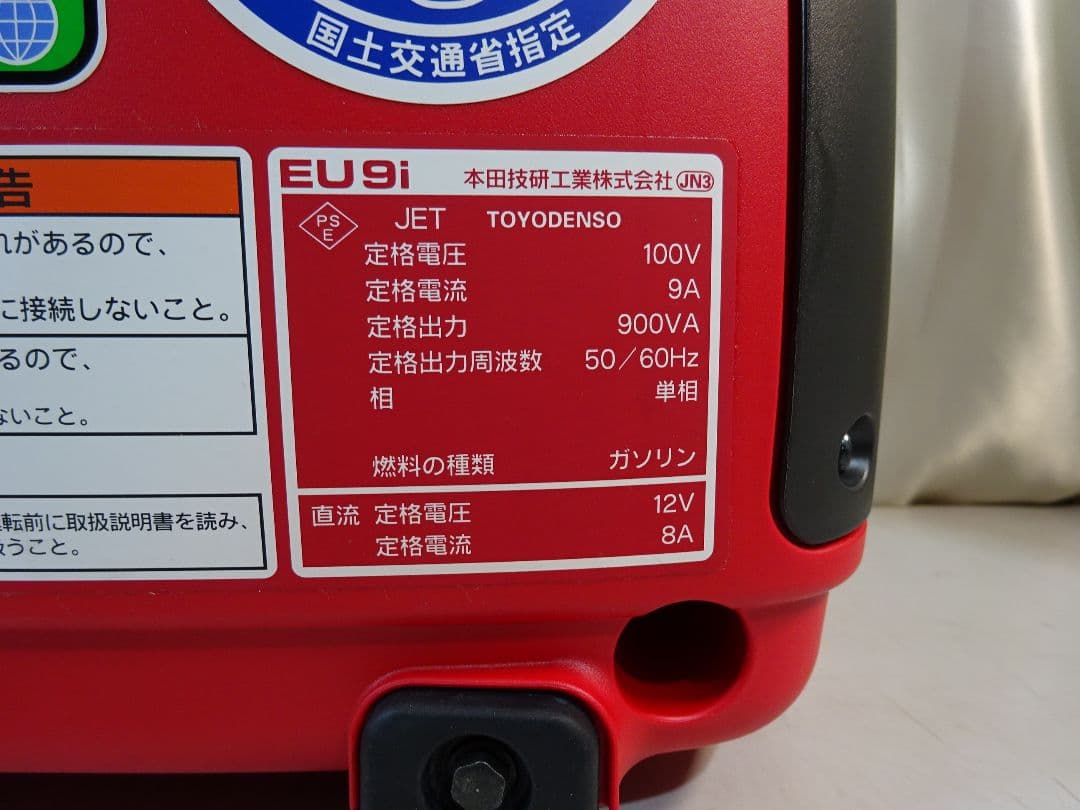 国土交通省指定
告
れがあるので、
に接続しないこと。
るので、
ないこと。
転前に取扱説明書を読み、
うこと。
EU9i 本田技研工業株式会社 JN3
PS
E
JET TOYODENSO
定格電圧 100V
定格電流 9A
定格出力 900VA
定格出力周波数 50/60Hz
相 単相
燃料の種類 ガソリン
直流 定格電圧 12V
定格電流 8A